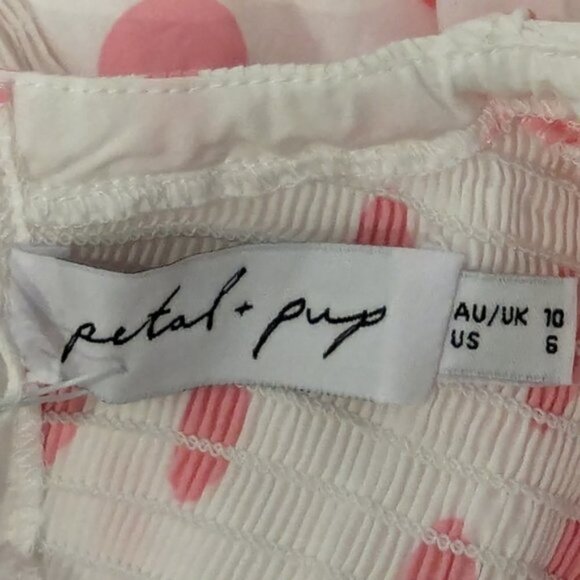 petal + pup
AU/UK 10
US 6